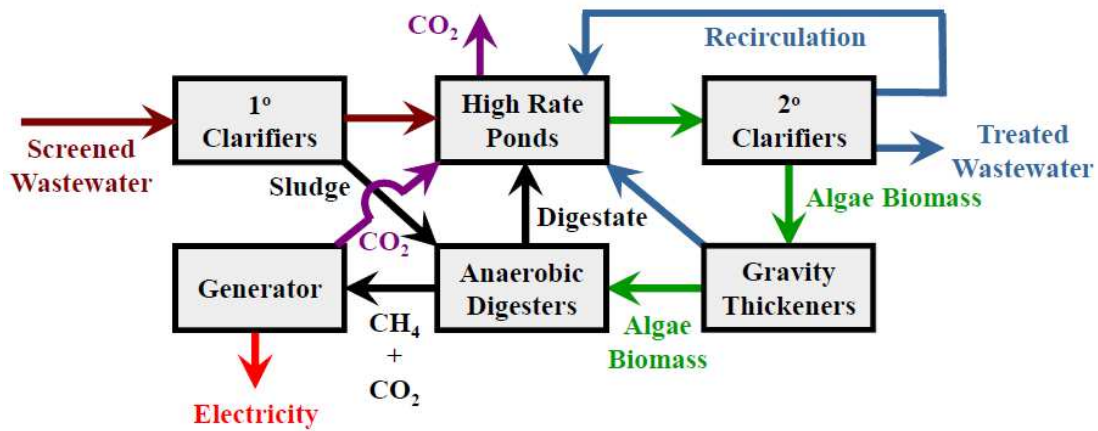 CO₂
Recirculation
1º
Clarifiers
High Rate
Ponds
2º
Clarifiers
Screened
Wastewater
Treated
Wastewater
Sludge
CO₂
Digestate
Algae Biomass
Generator
Anaerobic
Digesters
Gravity
Thickeners
CH₄
+
CO₂
Algae
Biomass
Electricity